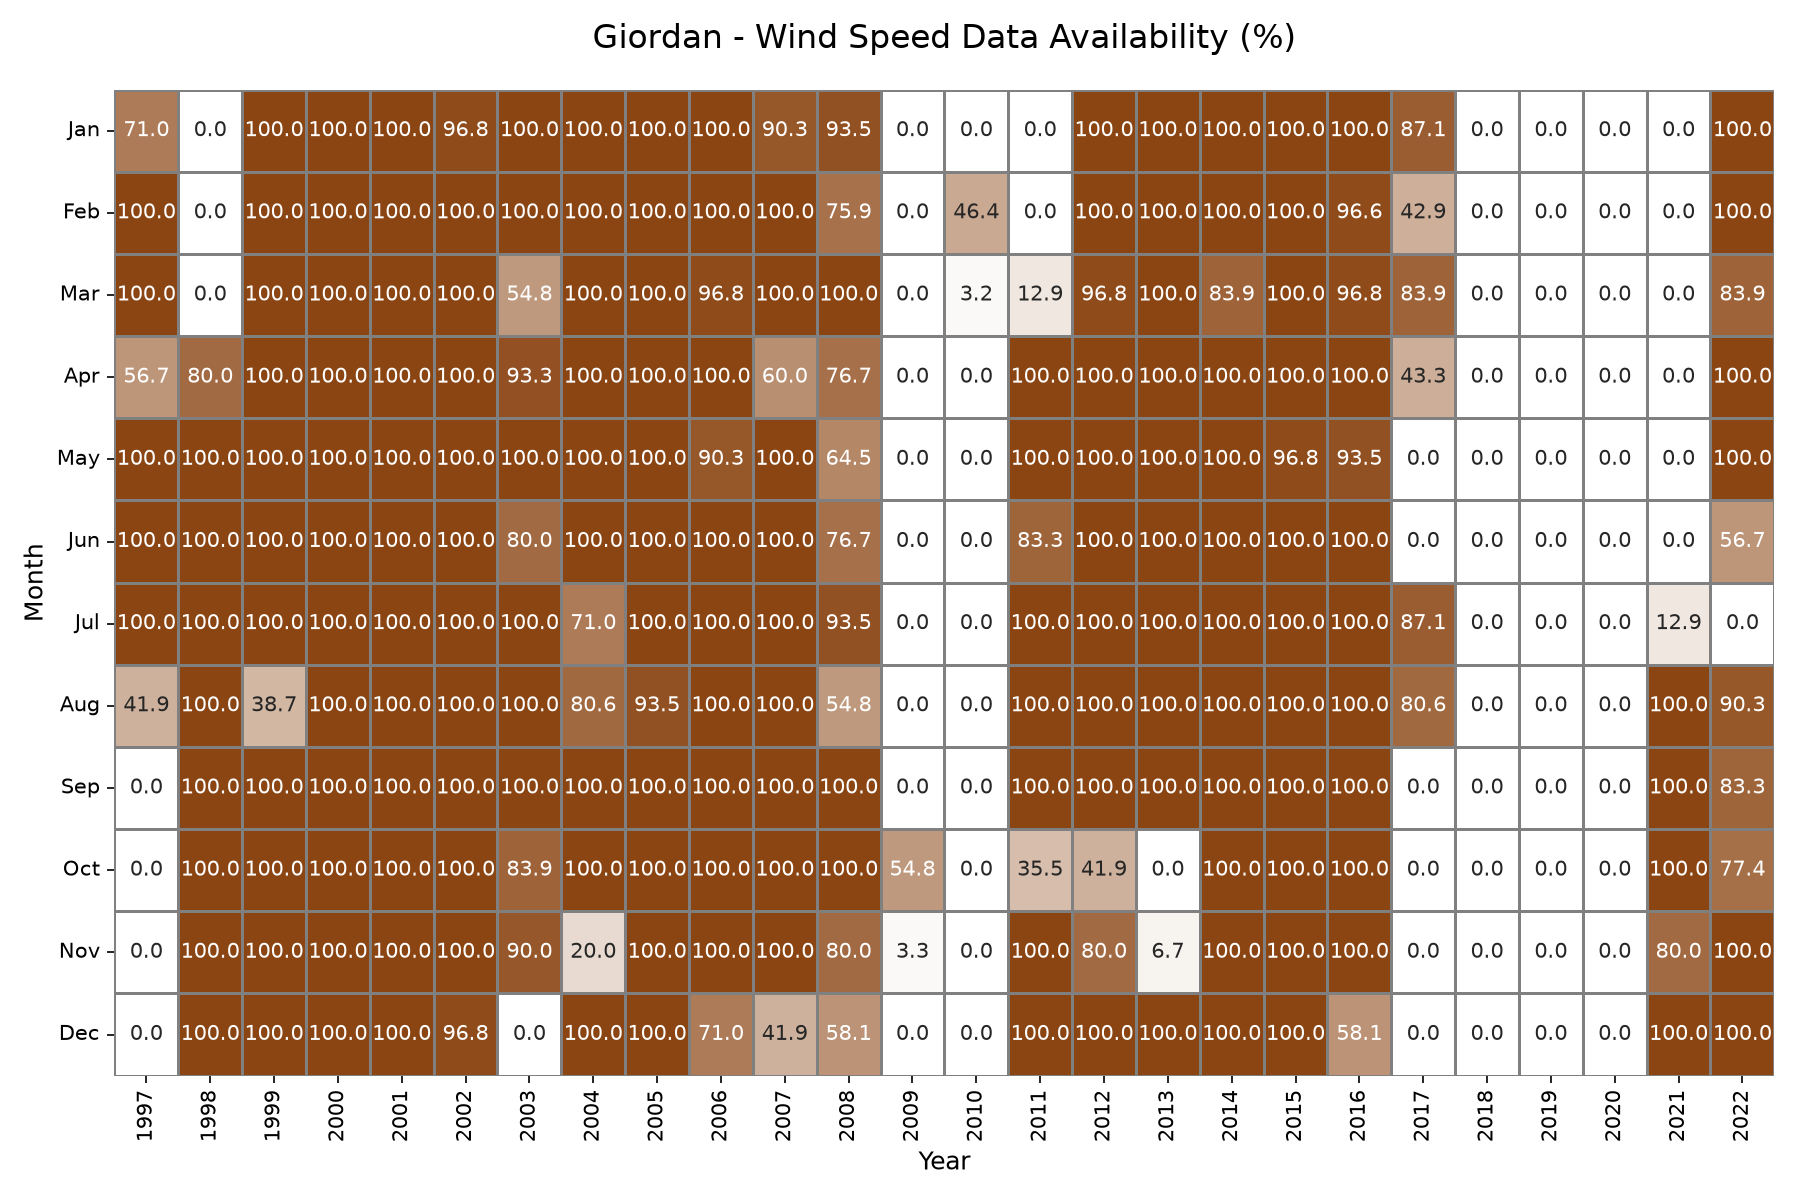 Giordan - Wind Speed Data Availability (%)
Month
Jan 71.0 0.0 100.0 100.0 100.0 96.8 100.0 100.0 100.0 100.0 90.3 93.5 0.0 0.0 0.0 100.0 100.0 100.0 100.0 100.0 87.1 0.0 0.0 0.0 0.0 100.0
Feb 100.0 0.0 100.0 100.0 100.0 100.0 100.0 100.0 100.0 100.0 100.0 75.9 0.0 46.4 0.0 100.0 100.0 100.0 100.0 96.6 42.9 0.0 0.0 0.0 0.0 100.0
Mar 100.0 0.0 100.0 100.0 100.0 100.0 54.8 100.0 100.0 96.8 100.0 100.0 0.0 3.2 12.9 96.8 100.0 83.9 100.0 96.8 83.9 0.0 0.0 0.0 0.0 83.9
Apr 56.7 80.0 100.0 100.0 100.0 100.0 93.3 100.0 100.0 100.0 60.0 76.7 0.0 0.0 100.0 100.0 100.0 100.0 100.0 100.0 43.3 0.0 0.0 0.0 0.0 100.0
May 100.0 100.0 100.0 100.0 100.0 100.0 100.0 100.0 100.0 90.3 100.0 64.5 0.0 0.0 100.0 100.0 100.0 100.0 96.8 93.5 0.0 0.0 0.0 0.0 0.0 100.0
Jun 100.0 100.0 100.0 100.0 100.0 100.0 80.0 100.0 100.0 100.0 100.0 76.7 0.0 0.0 83.3 100.0 100.0 100.0 100.0 100.0 0.0 0.0 0.0 0.0 0.0 56.7
Jul 100.0 100.0 100.0 100.0 100.0 100.0 100.0 71.0 100.0 100.0 100.0 93.5 0.0 0.0 100.0 100.0 100.0 100.0 100.0 100.0 87.1 0.0 0.0 0.0 12.9 0.0
Aug 41.9 100.0 38.7 100.0 100.0 100.0 100.0 80.6 93.5 100.0 100.0 54.8 0.0 0.0 100.0 100.0 100.0 100.0 100.0 100.0 80.6 0.0 0.0 0.0 100.0 90.3
Sep 0.0 100.0 100.0 100.0 100.0 100.0 100.0 100.0 100.0 100.0 100.0 100.0 0.0 0.0 100.0 100.0 100.0 100.0 100.0 100.0 0.0 0.0 0.0 0.0 100.0 83.3
Oct 0.0 100.0 100.0 100.0 100.0 100.0 83.9 100.0 100.0 100.0 100.0 100.0 54.8 0.0 35.5 41.9 0.0 100.0 100.0 100.0 0.0 0.0 0.0 0.0 100.0 77.4
Nov 0.0 100.0 100.0 100.0 100.0 100.0 90.0 20.0 100.0 100.0 100.0 80.0 3.3 0.0 100.0 80.0 6.7 100.0 100.0 100.0 0.0 0.0 0.0 0.0 80.0 100.0
Dec 0.0 100.0 100.0 100.0 100.0 96.8 0.0 100.0 100.0 71.0 41.9 58.1 0.0 0.0 100.0 100.0 100.0 100.0 100.0 58.1 0.0 0.0 0.0 0.0 100.0 100.0
1997 1998 1999 2000 2001 2002 2003 2004 2005 2006 2007 2008 2009 2010 2011 2012 2013 2014 2015 2016 2017 2018 2019 2020 2021 2022
Year